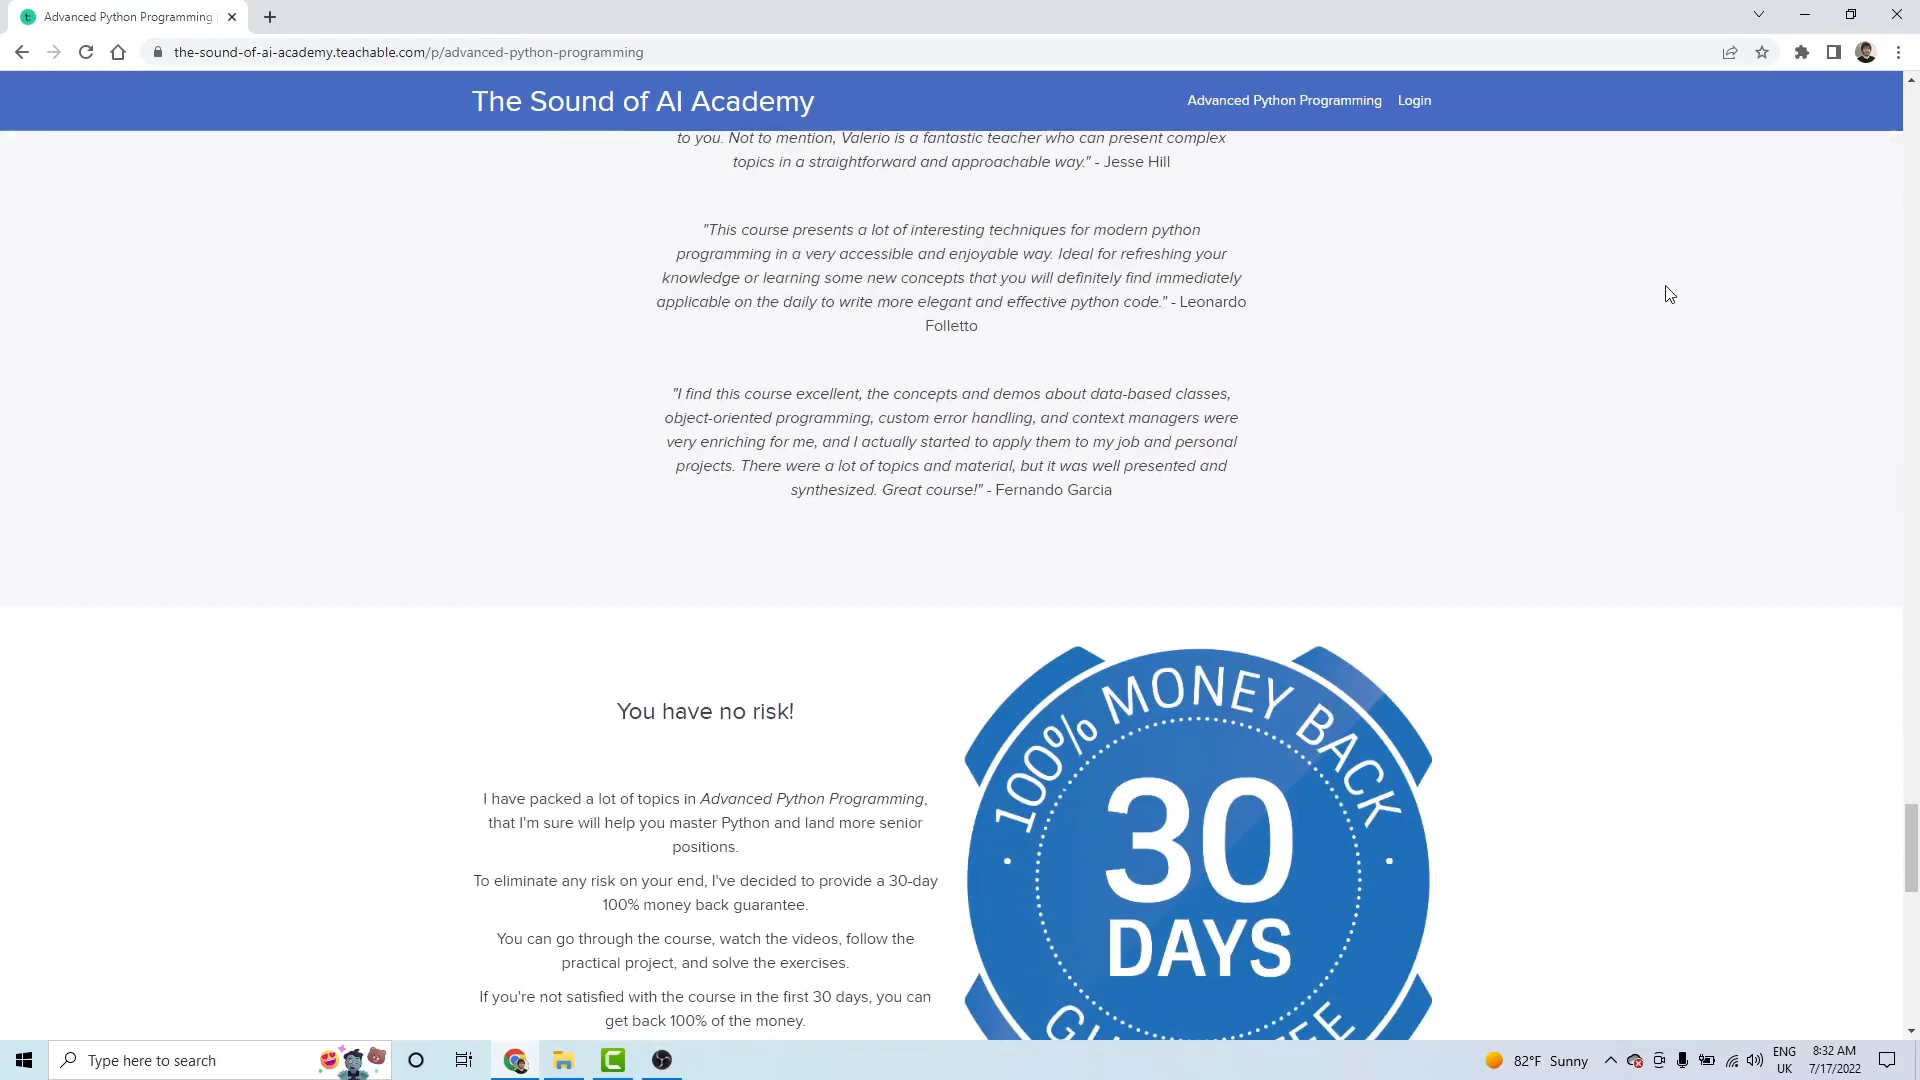 Advanced Python Programming
the-sound-of-ai-academy.teachable.com/p/advanced-python-programming
The Sound of AI Academy
Advanced Python Programming Login
to you. Not to mention, Valerio is a fantastic teacher who can present complex
topics in a straightforward and approachable way." - Jesse Hill
"This course presents a lot of interesting techniques for modern python
programming in a very accessible and enjoyable way. Ideal for refreshing your
knowledge or learning some new concepts that you will definitely find immediately
applicable on the daily to write more elegant and effective python code." - Leonardo
Folletto
"I find this course excellent, the concepts and demos about data-based classes,
object-oriented programming, custom error handling, and context managers were
very enriching for me, and I actually started to apply them to my job and personal
projects. There were a lot of topics and material, but it was well presented and
synthesized. Great course!" - Fernando Garcia
You have no risk!
I have packed a lot of topics in Advanced Python Programming,
that I'm sure will help you master Python and land more senior
positions.
To eliminate any risk on your end, I've decided to provide a 30-day
100% money back guarantee.
You can go through the course, watch the videos, follow the
practical project, and solve the exercises.
If you're not satisfied with the course in the first 30 days, you can
get back 100% of the money.
100% MONEY BACK
30
DAYS
Type here to search
82°F Sunny
ENG
UK
8:32 AM
7/17/2022